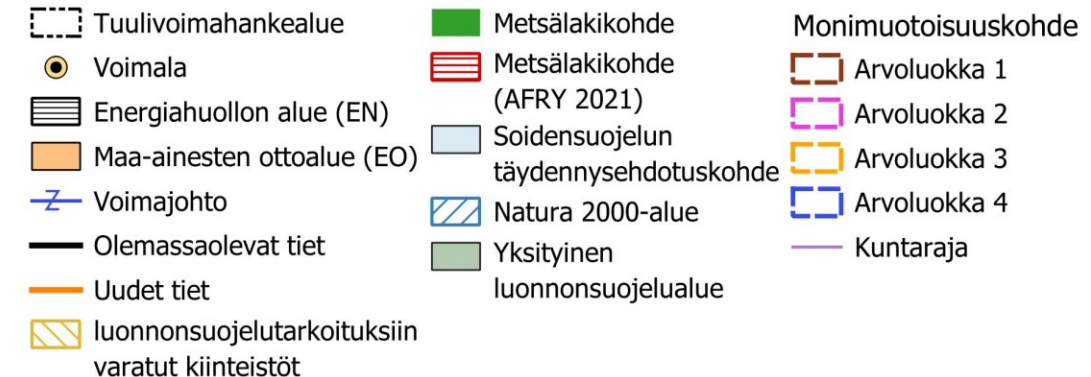 Tuulivoimahankealue
Voimala
Energiahuollon alue (EN)
Maa-ainesten ottoalue (EO)
Voimajohto
Olemassaolevat tiet
Uudet tiet
luonnonsuojelutarkoituksiin
varatut kiinteistöt
Metsälakikohde
Metsälakikohde
(AFRY 2021)
Soidensuojelun
täydennysehdotuskohde
Natura 2000-alue
Yksityinen
luonnonsuojelualue
Monimuotoisuuskohde
Arvoluokka 1
Arvoluokka 2
Arvoluokka 3
Arvoluokka 4
Kuntaraja